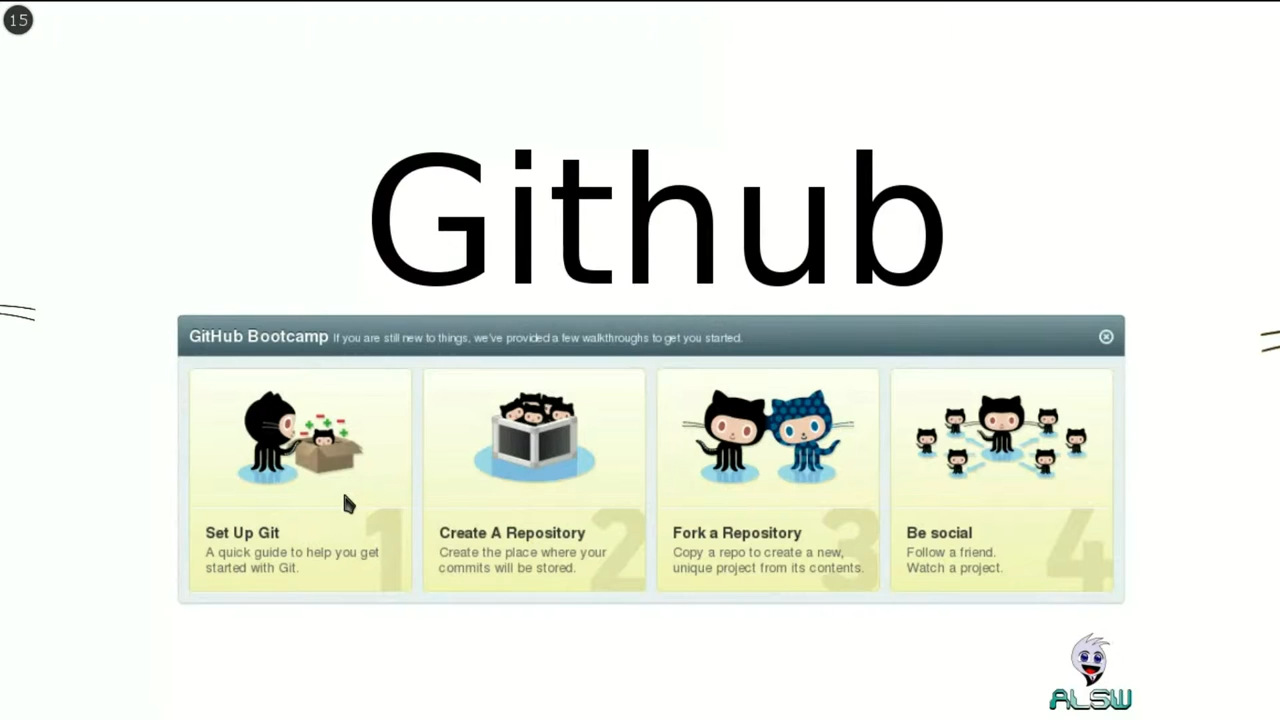 15
Github
GitHub Bootcamp If you are still new to things, we've provided a few walkthroughs to get you started.
Set Up Git
A quick guide to help you get
started with Git.
1
Create A Repository
Create the place where your
commits will be stored.
2
Fork a Repository
Copy a repo to create a new,
unique project from its contents.
3
Be social
Follow a friend.
Watch a project.
4
ALSW